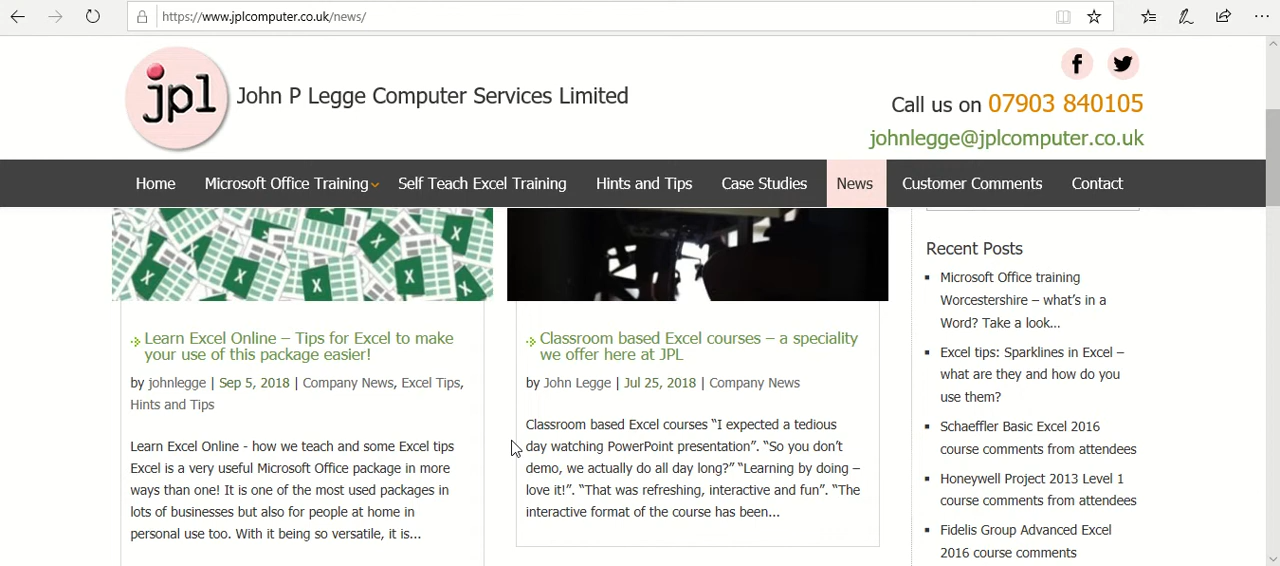 https://www.jplcomputer.co.uk/news/
jpl
John P Legge Computer Services Limited
Call us on 07903 840105
johnlegge@jplcomputer.co.uk
Home Microsoft Office Training Self Teach Excel Training Hints and Tips Case Studies News Customer Comments Contact
Learn Excel Online – Tips for Excel to make
your use of this package easier!
by johnlegge | Sep 5, 2018 | Company News, Excel Tips,
Hints and Tips
Learn Excel Online - how we teach and some Excel tips
Excel is a very useful Microsoft Office package in more
ways than one! It is one of the most used packages in
lots of businesses but also for people at home in
personal use too. With it being so versatile, it is...
Classroom based Excel courses – a speciality
we offer here at JPL
by John Legge | Jul 25, 2018 | Company News
Classroom based Excel courses “I expected a tedious
day watching PowerPoint presentation”. “So you don’t
demo, we actually do all day long?” “Learning by doing –
love it!”. “That was refreshing, interactive and fun”. “The
interactive format of the course has been...
Recent Posts
Microsoft Office training
Worcestershire – what’s in a
Word? Take a look...
Excel tips: Sparklines in Excel –
what are they and how do you
use them?
Schaeffler Basic Excel 2016
course comments from attendees
Honeywell Project 2013 Level 1
course comments from attendees
Fidelis Group Advanced Excel
2016 course comments